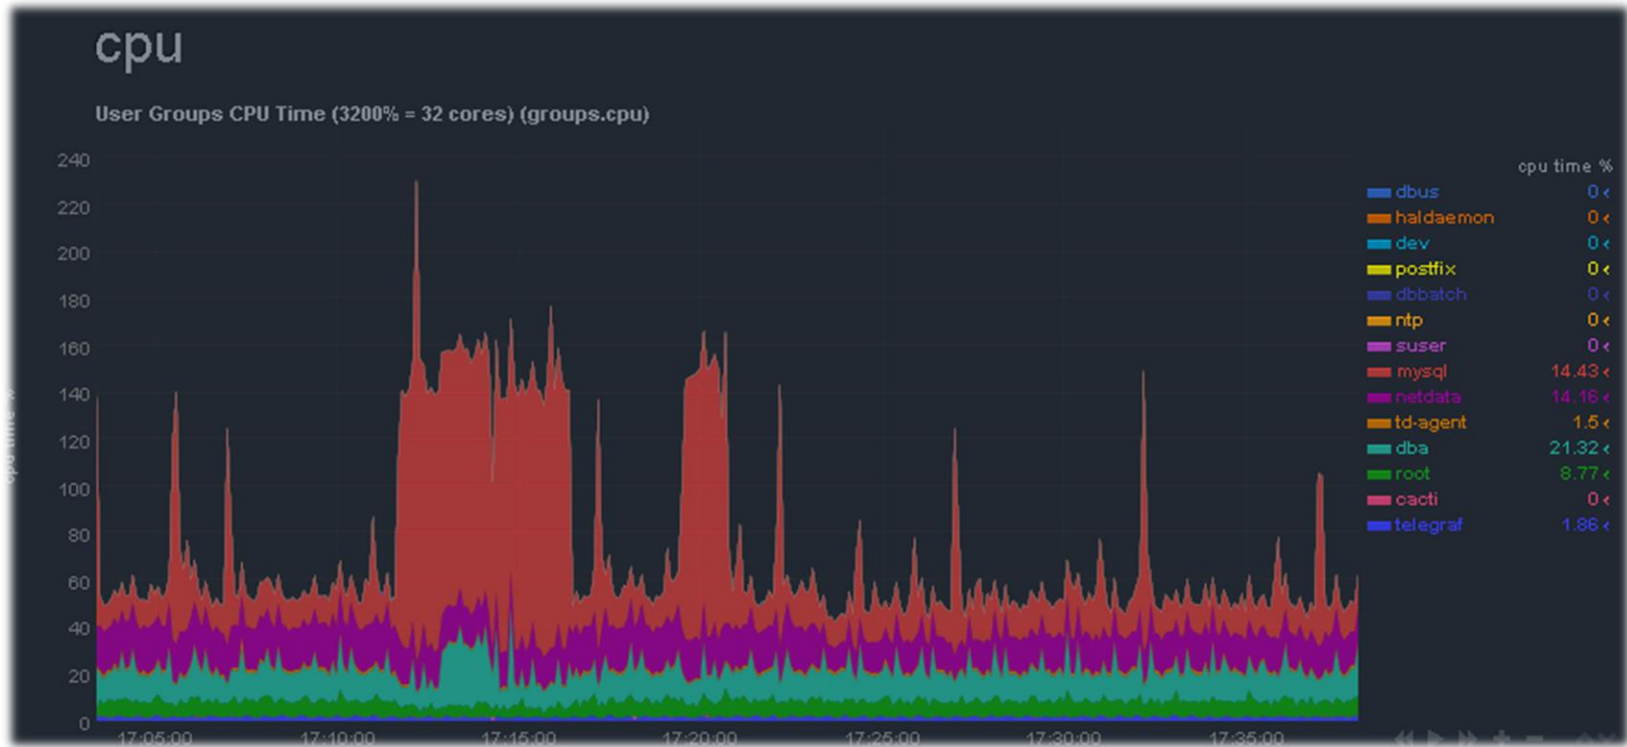 cpu
User Groups CPU Time (3200% = 32 cores) (groups.cpu)
240
220
200
180
160
140
120
100
80
60
40
20
0
cpu time %
17:05:00 17:10:00 17:15:00 17:20:00 17:25:00 17:30:00 17:35:00
cpu time %
dbus 0
haldaemon 0
dev 0
postfix 0
dbbatch 0
ntp 0
suser 0
mysql 14.43
netdata 14.16
td-agent 1.5
dba 21.32
root 8.77
cacti 0
telegraf 1.86